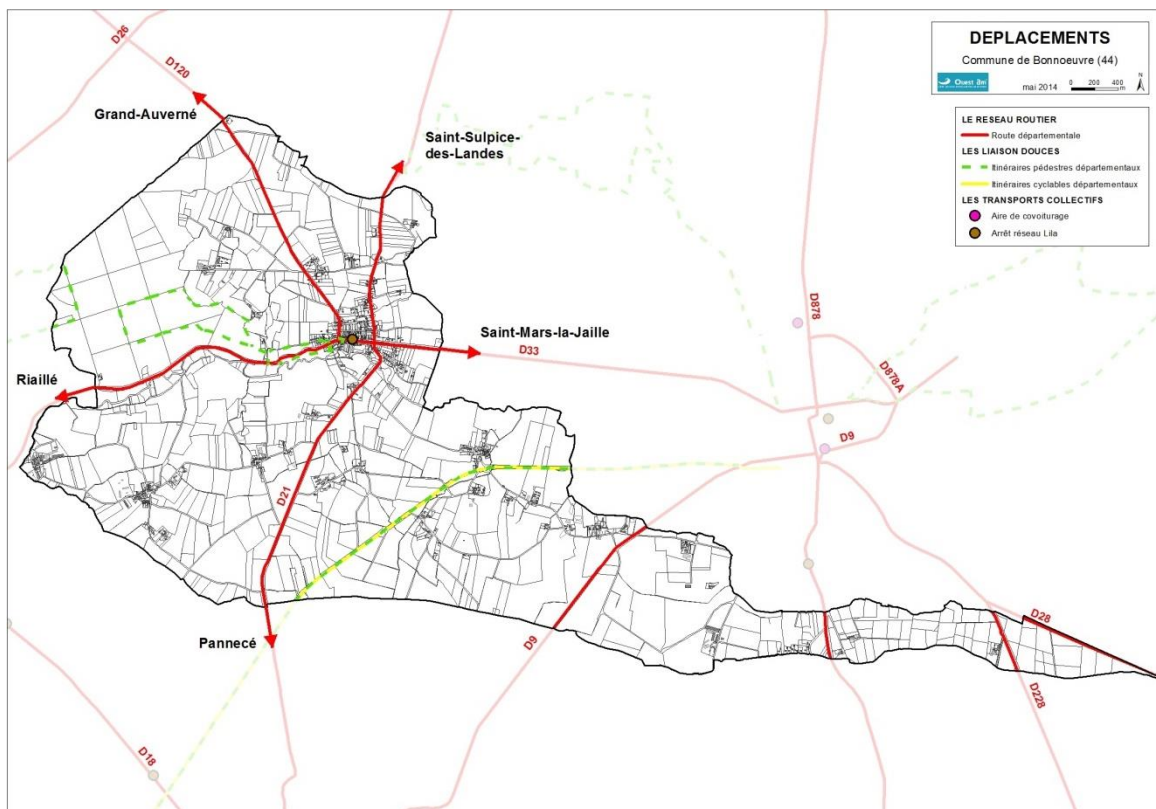 DEPLACEMENTS
Commune de Bonnoeuvre (44)
Ouest Am
mai 2014
0 200 400
m
N
LE RESEAU ROUTIER
Route départementale
LES LIAISON DOUCES
Itinéraires pédestres départementaux
Itinéraires cyclables départementaux
LES TRANSPORTS COLLECTIFS
Aire de covoiturage
Arrêt réseau Lila
D26
D120
Grand-Auverné
Saint-Sulpice-
des-Landes
Saint-Mars-la-Jaille
D33
D878
D878A
D9
Riaillé
D21
Pannecé
D9
D28
D228
D18